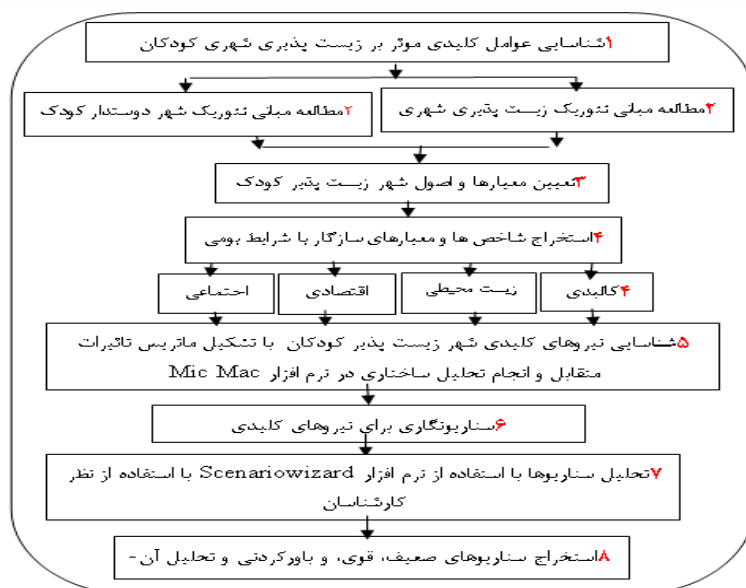 ۱شناسایی عوامل کلیدی موثر بر زیست پذیری شهری کودکان
۲مطالعه مبانی تئوریک زیست پذیری شهری
۲مطالعه مبانی تئوریک شهر دوستدار کودک
۳تعیین معیارها و اصول شهر زیست پذیر کودک
۴استخراج شاخص ها و معیارهای سازگار با شرایط بومی
۴کالبدی
زیست محیطی
اقتصادی
اجتماعی
۵شناسایی نیروهای کلیدی شهر زیست پذیر کودکان با تشکیل ماتریس تاثیرات
متقابل و انجام تحلیل ساختاری در نرم افزار Mic Mac
۶سناریونگاری برای نیروهای کلیدی
۷تحلیل سناریوها با استفاده از نرم افزار Scenariowizard با استفاده از نظر
کارشناسان
۸استخراج سناریوهای ضعیف، قوی، و باورکردنی و تحلیل آن-